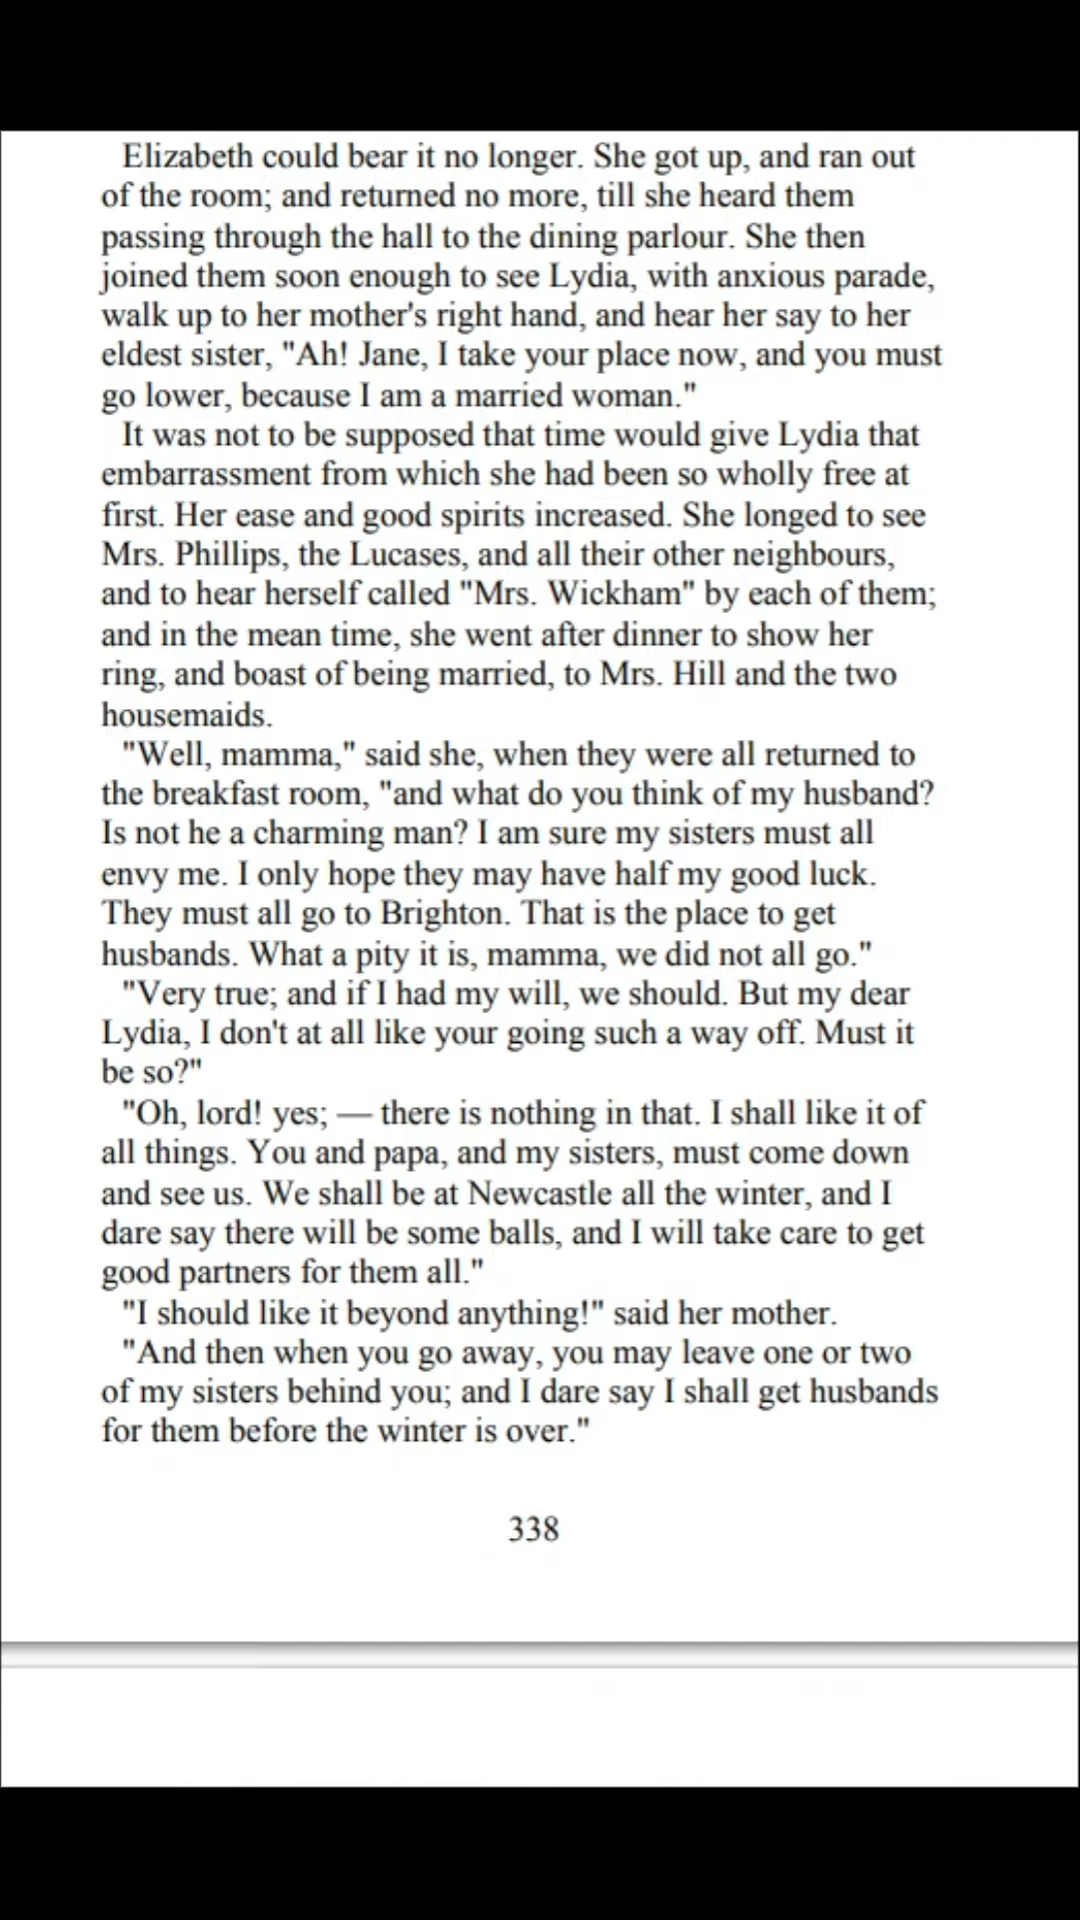 Elizabeth could bear it no longer. She got up, and ran out
of the room; and returned no more, till she heard them
passing through the hall to the dining parlour. She then
joined them soon enough to see Lydia, with anxious parade,
walk up to her mother's right hand, and hear her say to her
eldest sister, "Ah! Jane, I take your place now, and you must
go lower, because I am a married woman."
It was not to be supposed that time would give Lydia that
embarrassment from which she had been so wholly free at
first. Her ease and good spirits increased. She longed to see
Mrs. Phillips, the Lucases, and all their other neighbours,
and to hear herself called "Mrs. Wickham" by each of them;
and in the mean time, she went after dinner to show her
ring, and boast of being married, to Mrs. Hill and the two
housemaids.
"Well, mamma," said she, when they were all returned to
the breakfast room, "and what do you think of my husband?
Is not he a charming man? I am sure my sisters must all
envy me. I only hope they may have half my good luck.
They must all go to Brighton. That is the place to get
husbands. What a pity it is, mamma, we did not all go."
"Very true; and if I had my will, we should. But my dear
Lydia, I don't at all like your going such a way off. Must it
be so?"
"Oh, lord! yes; — there is nothing in that. I shall like it of
all things. You and papa, and my sisters, must come down
and see us. We shall be at Newcastle all the winter, and I
dare say there will be some balls, and I will take care to get
good partners for them all."
"I should like it beyond anything!" said her mother.
"And then when you go away, you may leave one or two
of my sisters behind you; and I dare say I shall get husbands
for them before the winter is over."
338